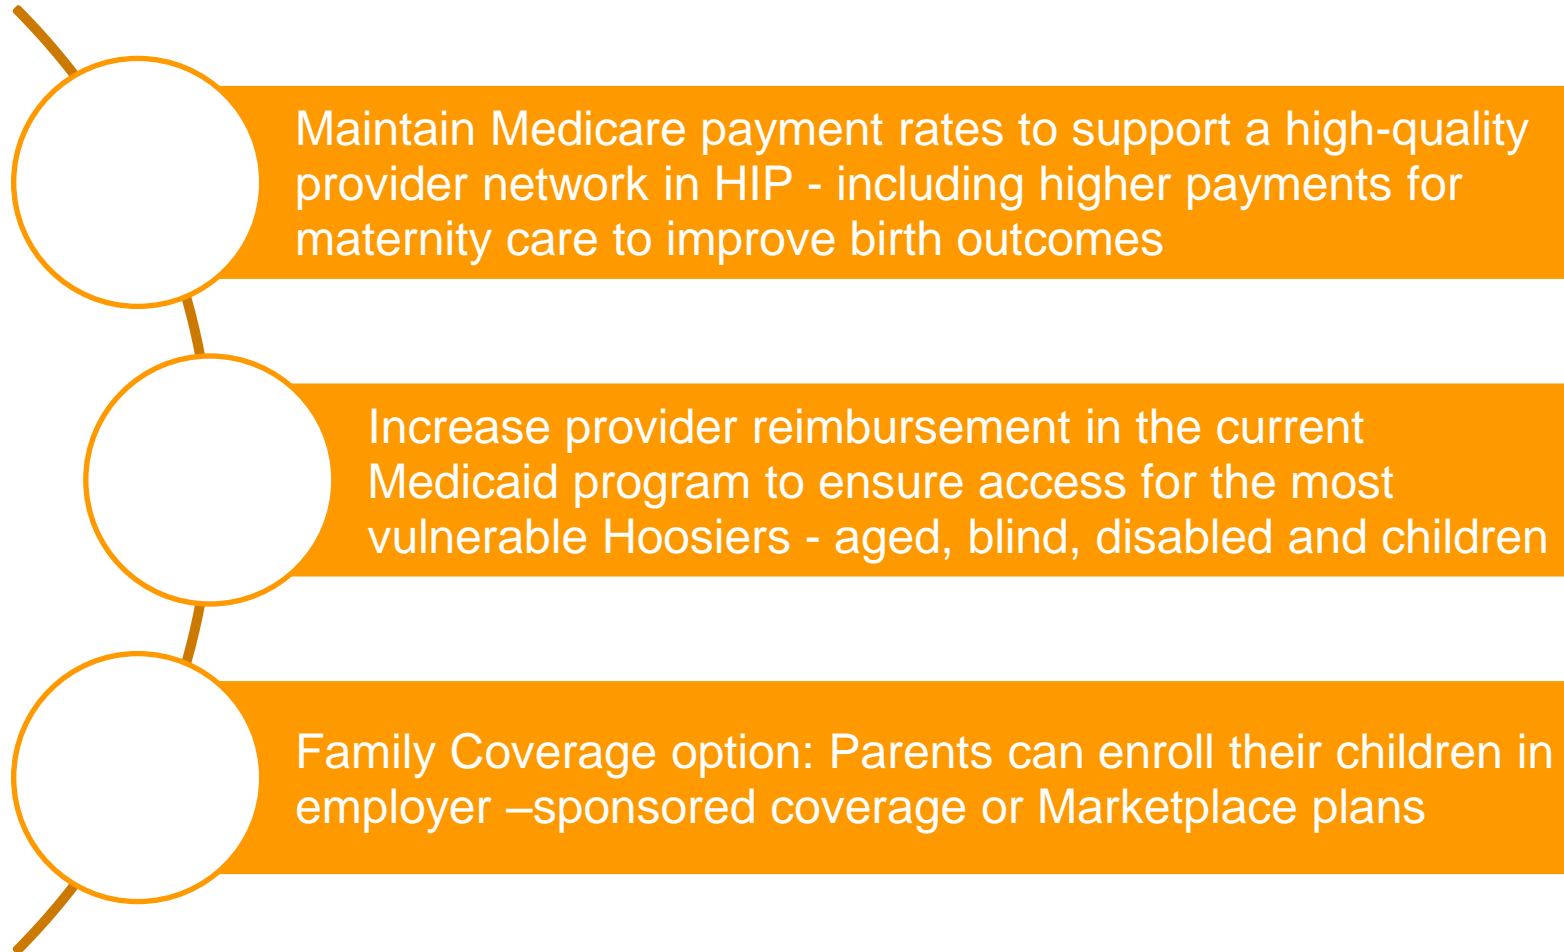 Maintain Medicare payment rates to support a high-quality
provider network in HIP - including higher payments for
maternity care to improve birth outcomes
Increase provider reimbursement in the current
Medicaid program to ensure access for the most
vulnerable Hoosiers - aged, blind, disabled and children
Family Coverage option: Parents can enroll their children in
employer –sponsored coverage or Marketplace plans